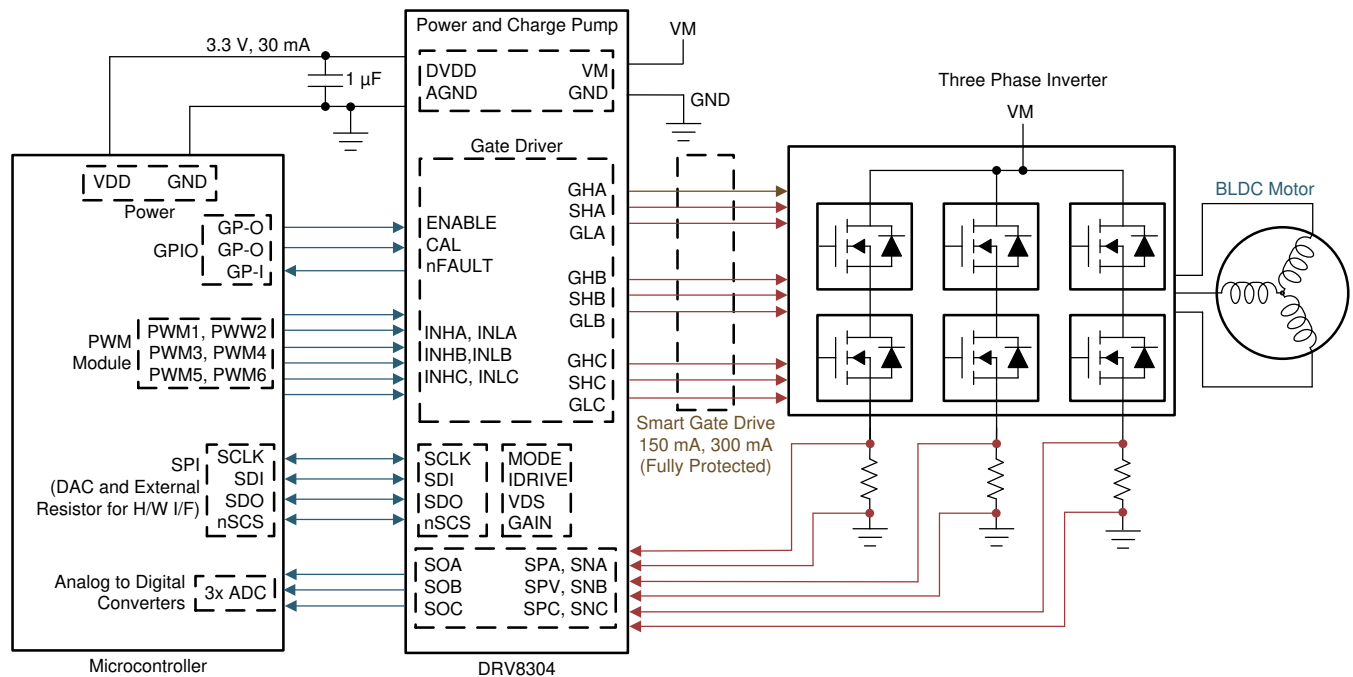 Power and Charge Pump
3.3 V, 30 mA
1 µF
DVDD
AGND
VM
GND
VM
GND
Three Phase Inverter
VM
BLDC Motor
VDD GND
Power
GPIO
GP-O
GP-O
GP-I
Gate Driver
ENABLE
CAL
nFAULT
GHA
SHA
GLA
GHB
SHB
GLB
GHC
SHC
GLC
PWM
Module
PWM1, PWW2
PWM3, PWM4
PWM5, PWM6
INHA, INLA
INHB,INLB
INHC, INLC
Smart Gate Drive
150 mA, 300 mA
(Fully Protected)
SPI
(DAC and External
Resistor for H/W I/F)
SCLK
SDI
SDO
nSCS
SCLK
SDI
SDO
nSCS
MODE
IDRIVE
VDS
GAIN
Analog to Digital
Converters
3x ADC
SOA
SOB
SOC
SPA, SNA
SPV, SNB
SPC, SNC
Microcontroller
DRV8304